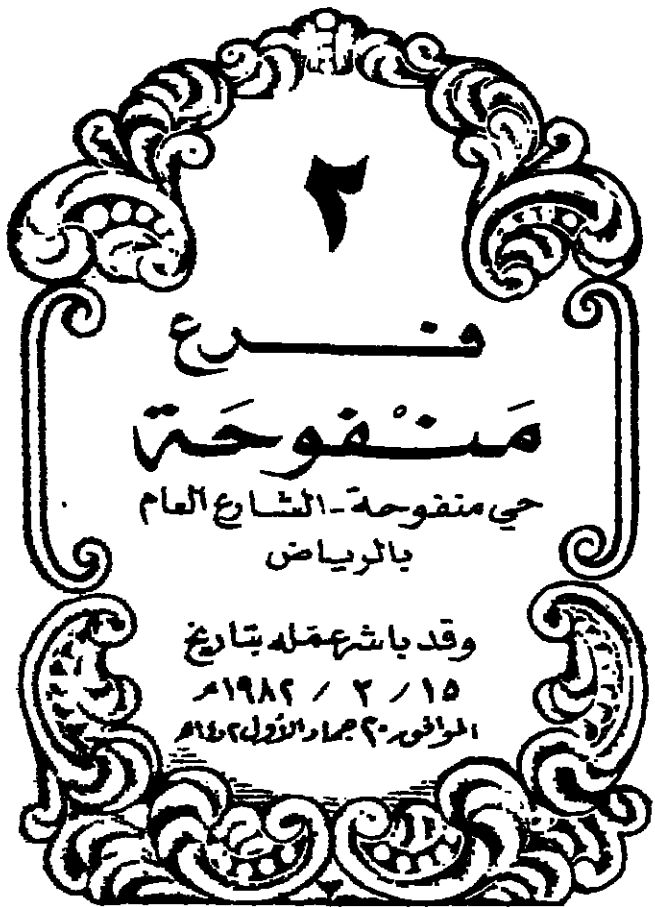 ٢
فرع
مَنْفوحَة
حي منفوحة - الشارع العام
بالرياض
وقد باشر عمله بتاريخ
١٥ / ٢ / ١٩٨٢م
الموافق ٢٠ جماد الأول ١٤٠٢هـ